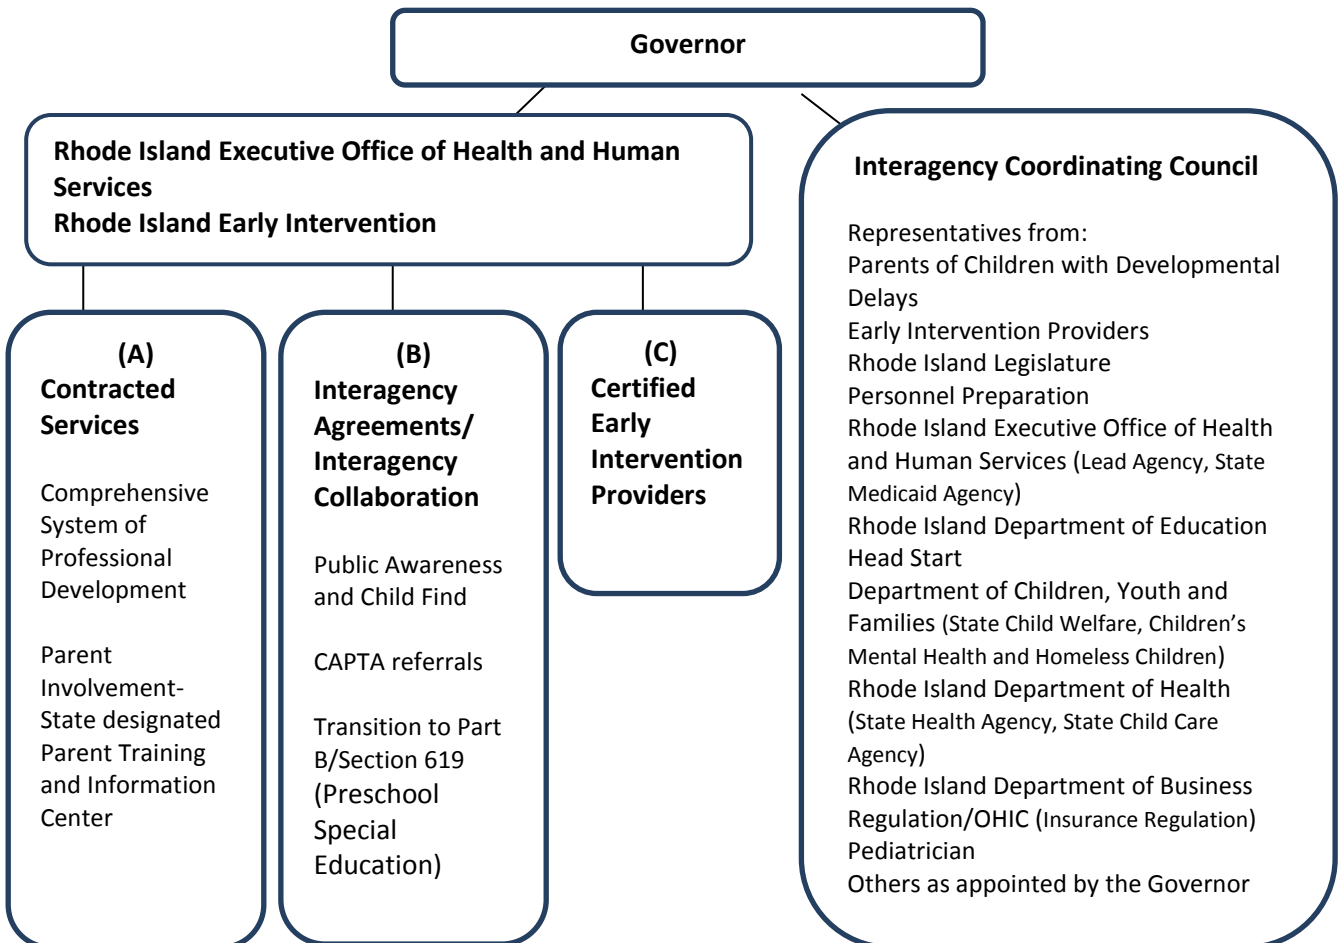 Governor
Rhode Island Executive Office of Health and Human
Services
Rhode Island Early Intervention
(A)
Contracted
Services
Comprehensive
System of
Professional
Development
Parent
Involvement-
State designated
Parent Training
and Information
Center
(B)
Interagency
Agreements/
Interagency
Collaboration
Public Awareness
and Child Find
CAPTA referrals
Transition to Part
B/Section 619
(Preschool
Special
Education)
(C)
Certified
Early
Intervention
Providers
Interagency Coordinating Council
Representatives from:
Parents of Children with Developmental
Delays
Early Intervention Providers
Rhode Island Legislature
Personnel Preparation
Rhode Island Executive Office of Health
and Human Services (Lead Agency, State
Medicaid Agency)
Rhode Island Department of Education
Head Start
Department of Children, Youth and
Families (State Child Welfare, Children’s
Mental Health and Homeless Children)
Rhode Island Department of Health
(State Health Agency, State Child Care
Agency)
Rhode Island Department of Business
Regulation/OHIC (Insurance Regulation)
Pediatrician
Others as appointed by the Governor